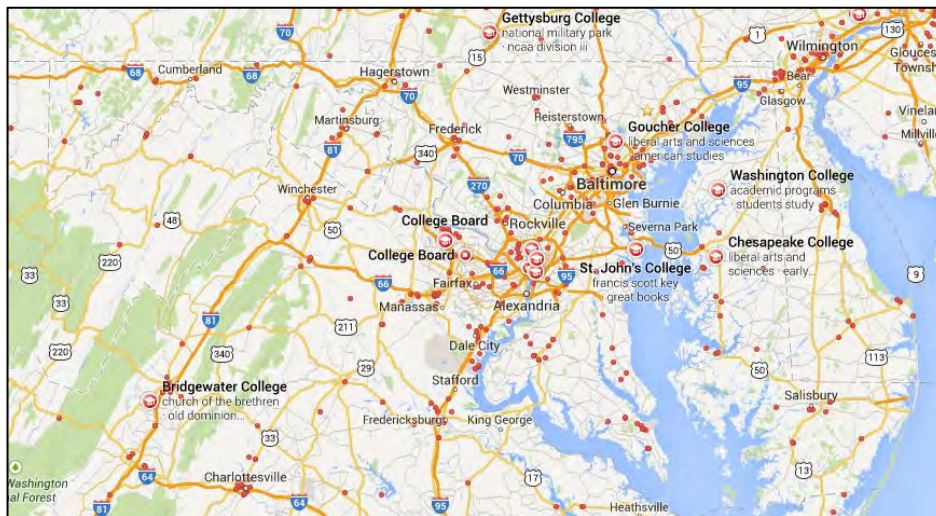 Gettysburg College
national military park
· ncaa division iii
15
70
1
130
Wilmington
Glouces
Township
68
Cumberland
68
Hagerstown
70
95
Bear
Glasgow
Westminster
Vineland
Millville
Martinsburg
81
Frederick
Reisterstown
795
340
70
Goucher College
liberal arts and sciences
· american studies
270
Baltimore
Washington College
academic programs
· students study
Winchester
Columbia
Glen Burnie
48
50
College Board
Rockville
Severna Park
50
Chesapeake College
liberal arts and
sciences · early...
220
33
College Board
66
95
St. John's College
francis scott key
· great books
9
33
66
Fairfax
Manassas
Alexandria
81
211
220
340
Dale City
113
29
50
Stafford
Bridgewater College
church of the brethren
· old dominion...
Salisbury
Fredericksburg
King George
33
13
Washington
al Forest
64
Charlottesville
17
81
64
95
Heathsville